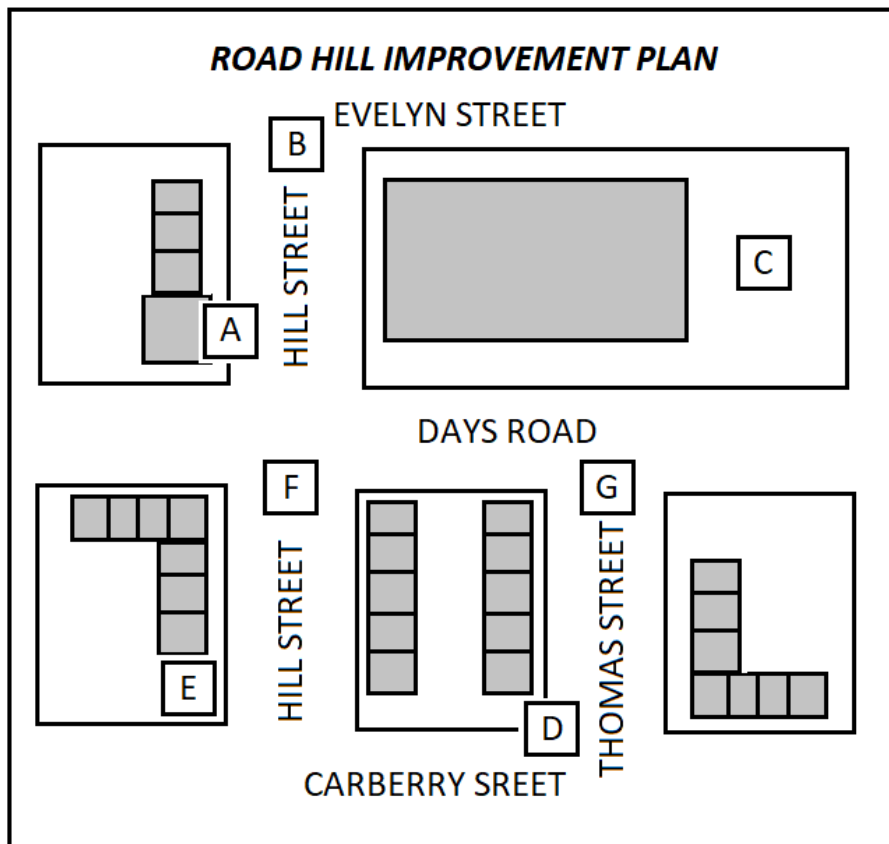 ROAD HILL IMPROVEMENT PLAN
EVELYN STREET
B
HILL STREET
C
A
DAYS ROAD
F
G
HILL STREET
THOMAS STREET
E
D
CARBERRY SREET